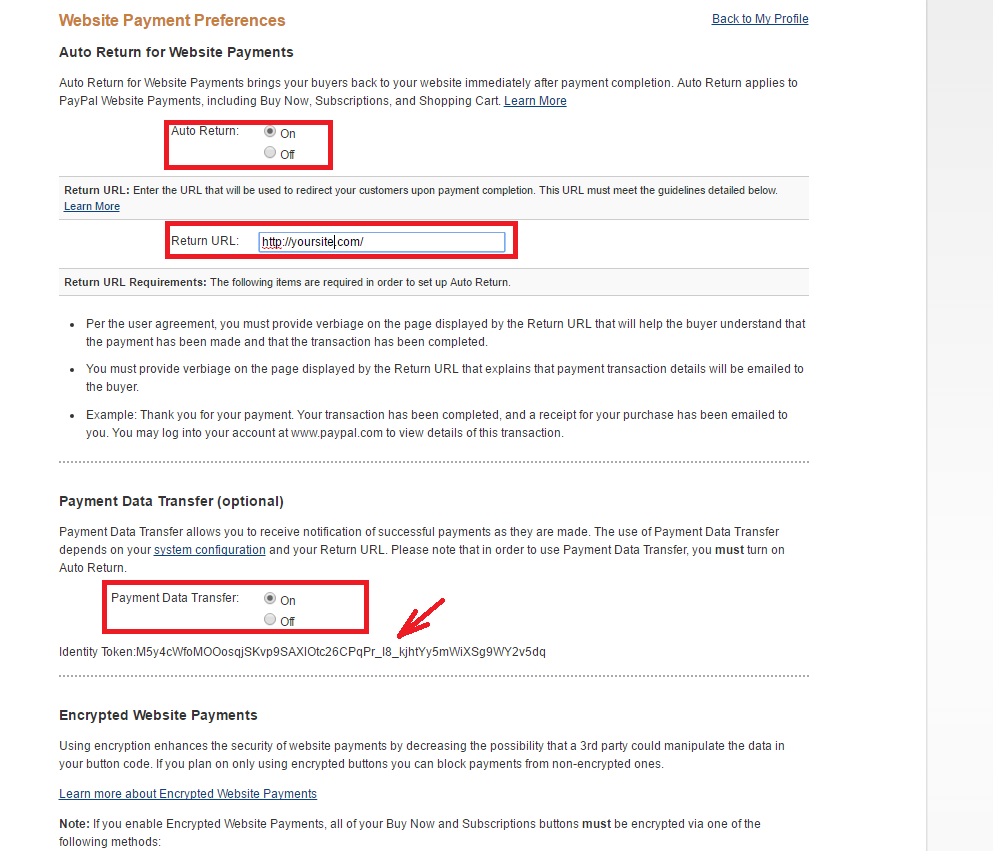 Website Payment Preferences
Back to My Profile
Auto Return for Website Payments
Auto Return for Website Payments brings your buyers back to your website immediately after payment completion. Auto Return applies to
PayPal Website Payments, including Buy Now, Subscriptions, and Shopping Cart. Learn More
Auto Return:
On
Off
Return URL: Enter the URL that will be used to redirect your customers upon payment completion. This URL must meet the guidelines detailed below.
Learn More
Return URL: http://yoursite.com/
Return URL Requirements: The following items are required in order to set up Auto Return.
• Per the user agreement, you must provide verbiage on the page displayed by the Return URL that will help the buyer understand that
the payment has been made and that the transaction has been completed.
• You must provide verbiage on the page displayed by the Return URL that explains that payment transaction details will be emailed to
the buyer.
• Example: Thank you for your payment. Your transaction has been completed, and a receipt for your purchase has been emailed to
you. You may log into your account at www.paypal.com to view details of this transaction.
Payment Data Transfer (optional)
Payment Data Transfer allows you to receive notification of successful payments as they are made. The use of Payment Data Transfer
depends on your system configuration and your Return URL. Please note that in order to use Payment Data Transfer, you must turn on
Auto Return.
Payment Data Transfer:
On
Off
Identity Token:M5y4cWfoMOOosqjSKvp9SAXIOtc26CPqPr_I8_kjhtYy5mWiXSg9WY2v5dq
Encrypted Website Payments
Using encryption enhances the security of website payments by decreasing the possibility that a 3rd party could manipulate the data in
your button code. If you plan on only using encrypted buttons you can block payments from non-encrypted ones.
Learn more about Encrypted Website Payments
Note: If you enable Encrypted Website Payments, all of your Buy Now and Subscriptions buttons must be encrypted via one of the
following methods: